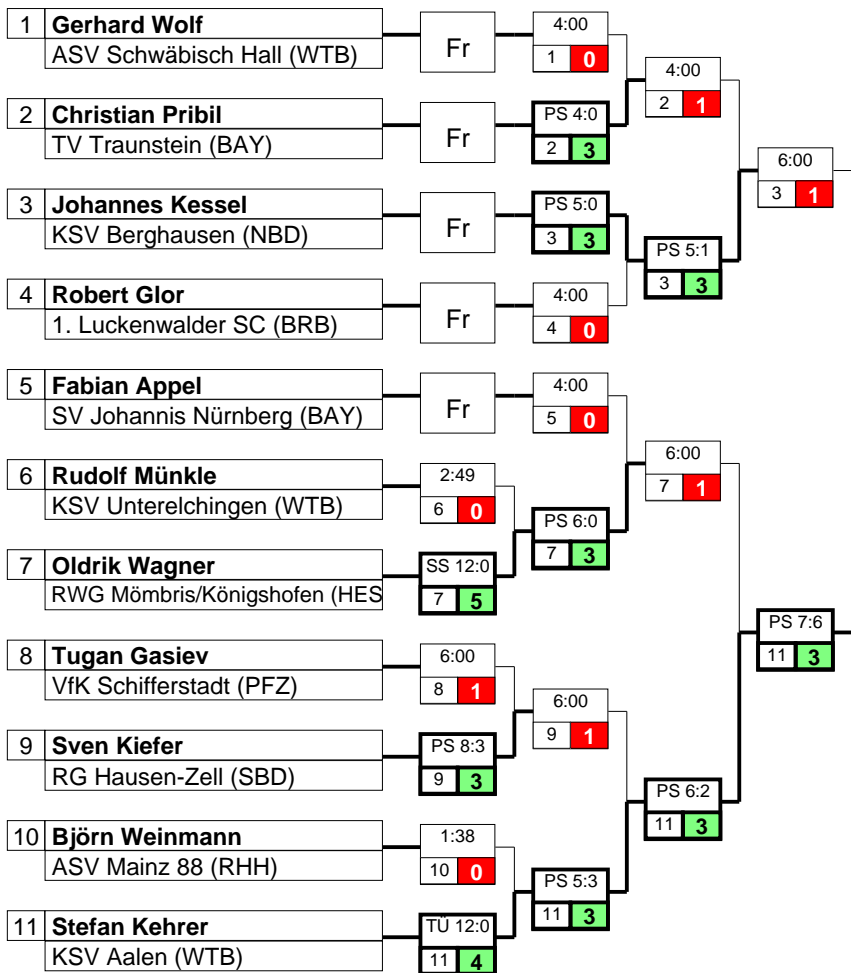 1 Gerhard Wolf
ASV Schwäbisch Hall (WTB)
Fr
4:00
1 0
4:00
2 1
2 Christian Pribil
TV Traunstein (BAY)
Fr
PS 4:0
2 3
6:00
3 1
3 Johannes Kessel
KSV Berghausen (NBD)
Fr
PS 5:0
3 3
PS 5:1
3 3
4 Robert Glor
1. Luckenwalder SC (BRB)
Fr
4:00
4 0
5 Fabian Appel
SV Johannis Nürnberg (BAY)
Fr
4:00
5 0
6:00
7 1
6 Rudolf Münkle
KSV Unterelchingen (WTB)
2:49
6 0
PS 6:0
7 3
7 Oldrik Wagner
RWG Mömbris/Königshofen (HES
SS 12:0
7 5
PS 7:6
11 3
8 Tugan Gasiev
VfK Schifferstadt (PFZ)
6:00
8 1
6:00
9 1
9 Sven Kiefer
RG Hausen-Zell (SBD)
PS 8:3
9 3
PS 6:2
11 3
10 Björn Weinmann
ASV Mainz 88 (RHH)
1:38
10 0
PS 5:3
11 3
11 Stefan Kehrer
KSV Aalen (WTB)
TÜ 12:0
11 4